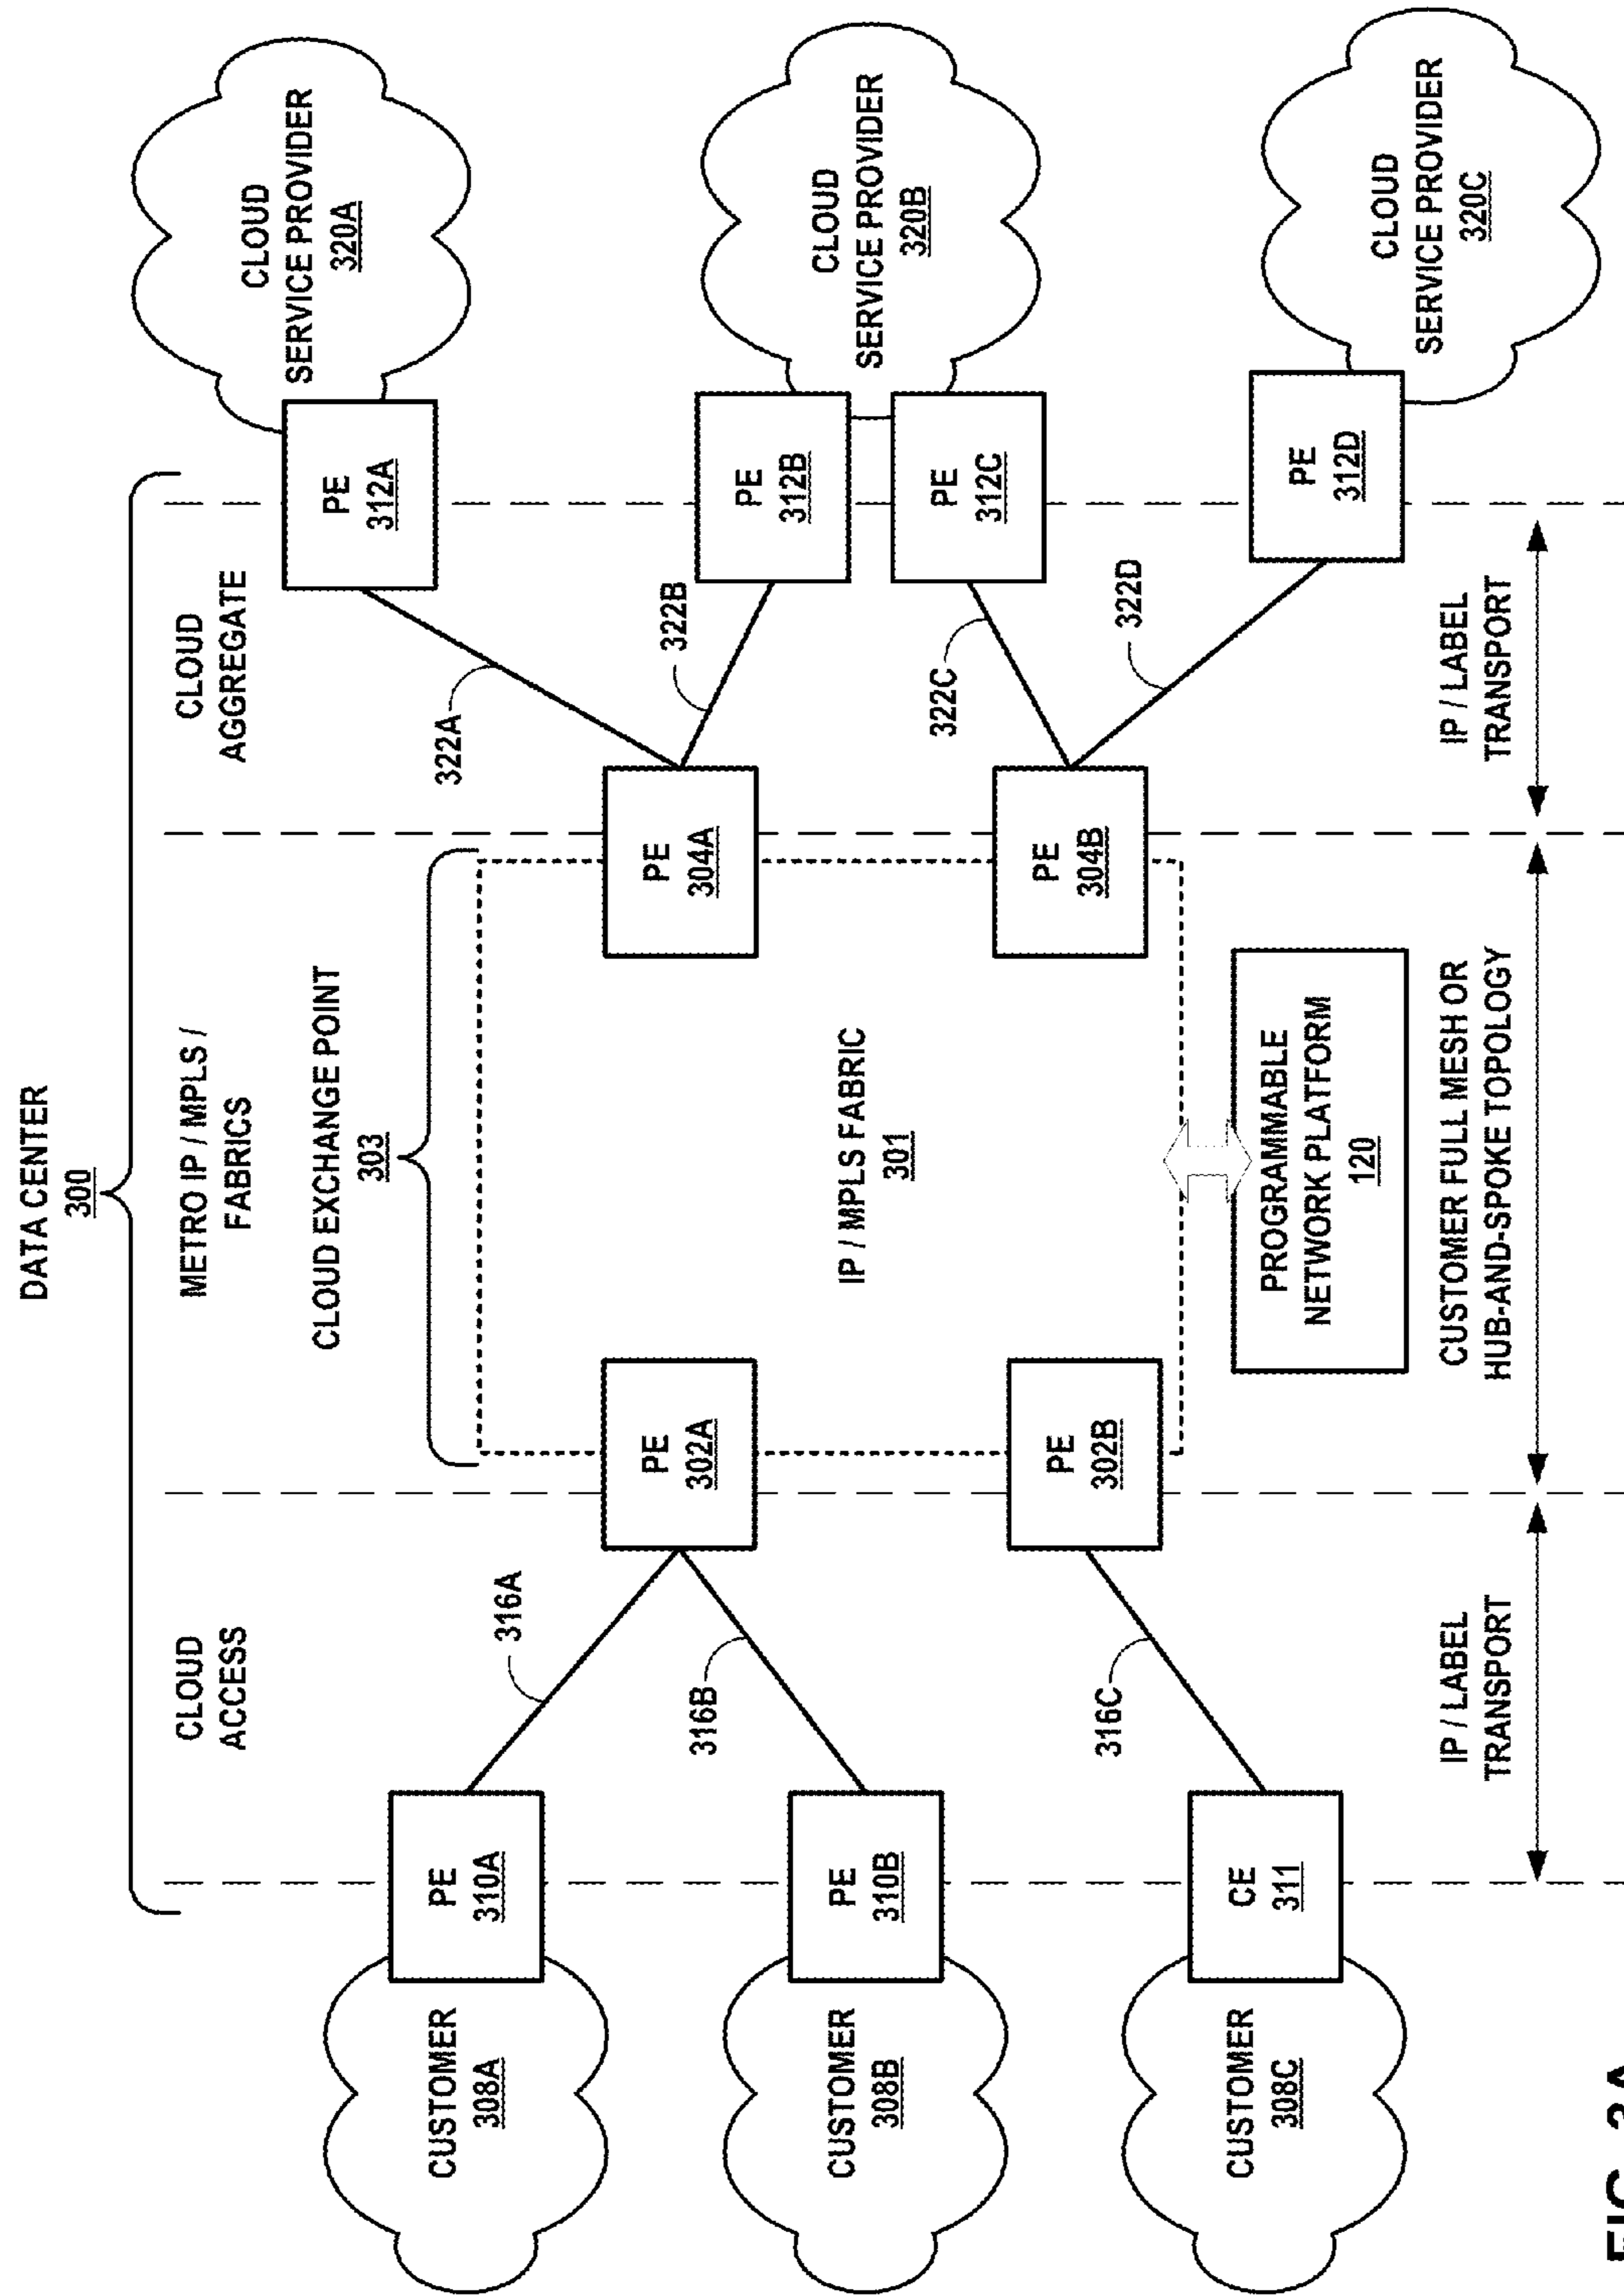 DATA CENTER
300
CLOUD
ACCESS
METRO IP / MPLS /
FABRICS
CLOUD
AGGREGATE
CLOUD EXCHANGE POINT
303
CUSTOMER
308A
PE
310A
316A
PE
302A
PE
304A
322A
PE
312A
CLOUD
SERVICE PROVIDER
320A
CUSTOMER
308B
PE
310B
316B
IP / MPLS FABRIC
301
322B
PE
312B
CLOUD
SERVICE PROVIDER
320B
322C
PE
312C
CUSTOMER
308C
CE
311
316C
PE
302B
PE
304B
322D
PE
312D
CLOUD
SERVICE PROVIDER
320C
PROGRAMMABLE
NETWORK PLATFORM
120
IP / LABEL
TRANSPORT
CUSTOMER FULL MESH OR
HUB-AND-SPOKE TOPOLOGY
IP / LABEL
TRANSPORT
FIG. 3A